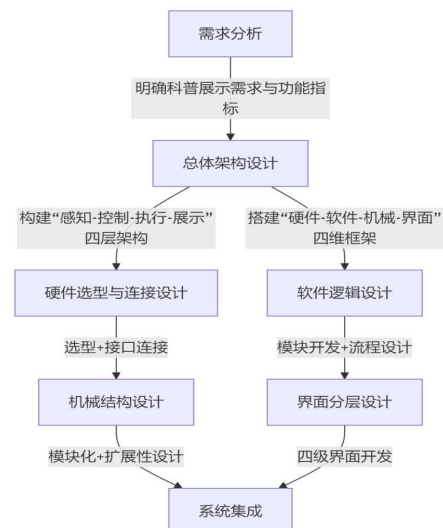 需求分析
明确科普展示需求与功能指
标
总体架构设计
构建“感知-控制-执行-展示”
四层架构
搭建“硬件-软件-机械-界面”
四维框架
硬件选型与连接设计
软件逻辑设计
选型+接口连接
模块开发+流程设计
机械结构设计
界面分层设计
模块化+扩展性设计
四级界面开发
系统集成